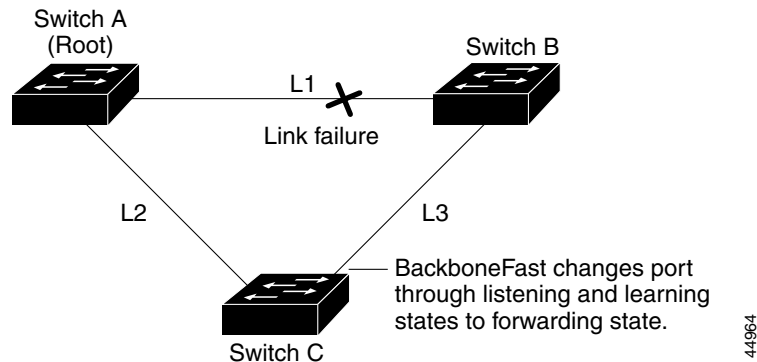 Switch A
(Root)
Switch B
L1
Link failure
L2
L3
BackboneFast changes port
through listening and learning
states to forwarding state.
Switch C
44964